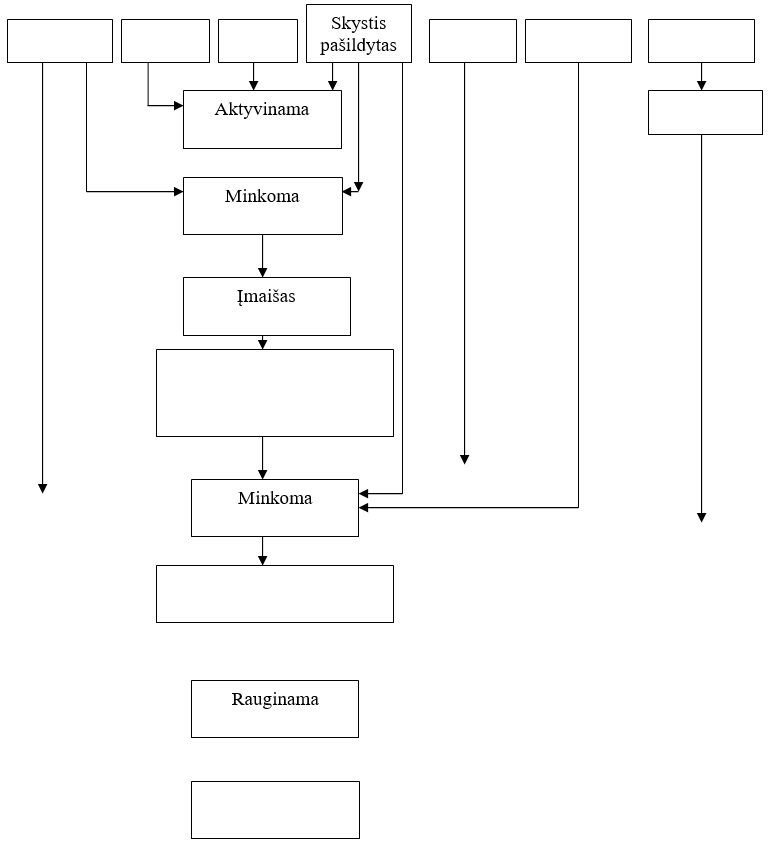 Skystis
pašildytas
Aktyvinama
Minkoma
Įmaišas
Minkoma
Rauginama